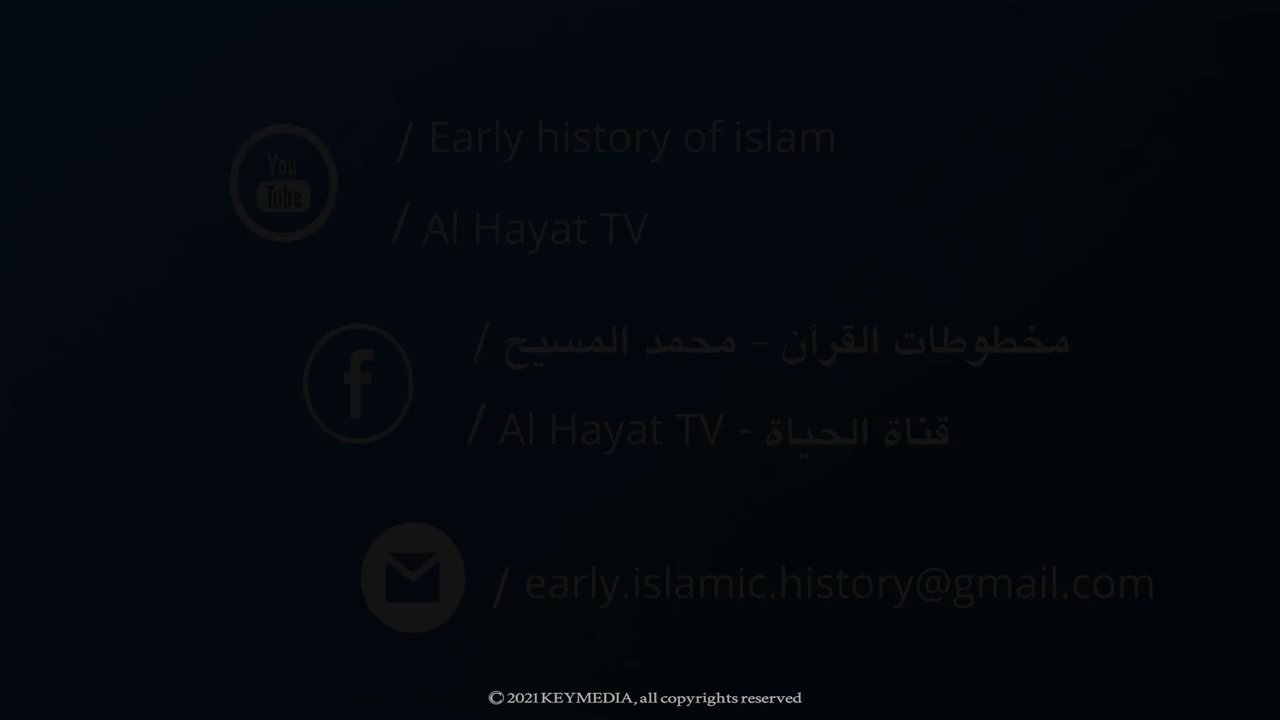 You
Tube
/ Early history of islam
/ Al Hayat TV
/ مخطوطات القرآن - محمد المسيح
/ Al Hayat TV - قناة الحياة
/ early.islamic.history@gmail.com
© 2021 KEYMEDIA, all copyrights reserved